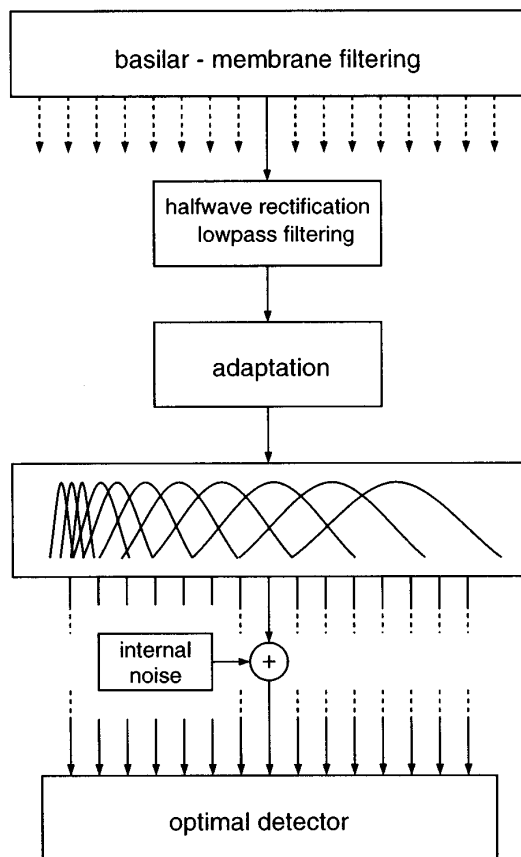 basilar - membrane filtering
halfwave rectification
lowpass filtering
adaptation
internal
noise
+
optimal detector